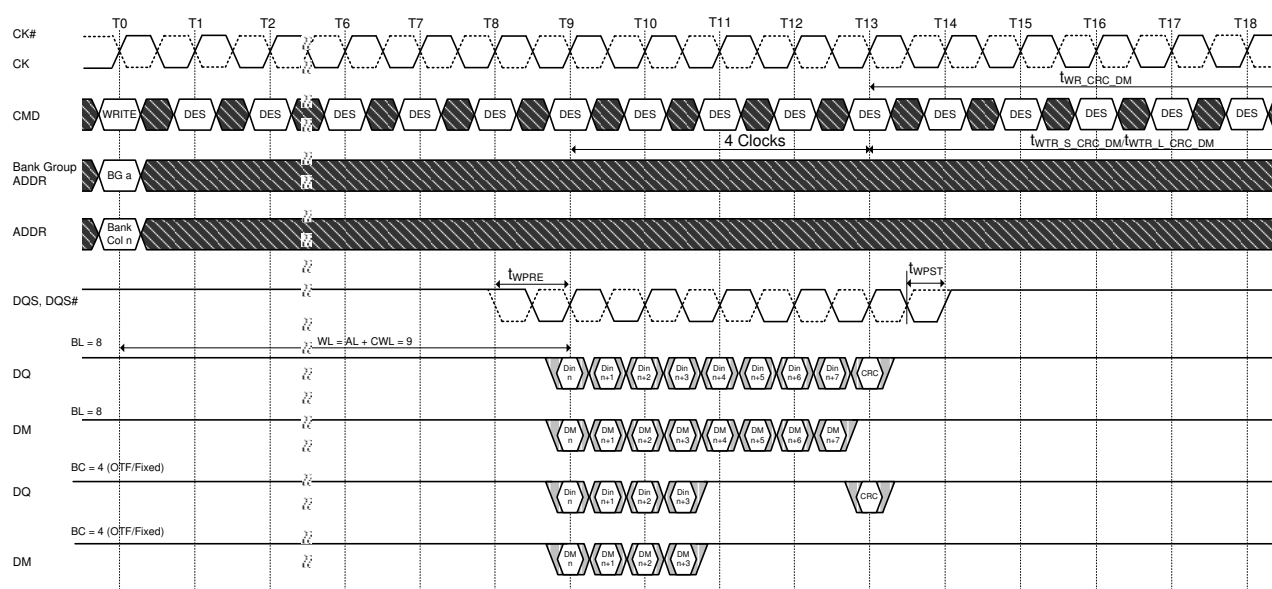 T0 T1 T2 T6 T7 T8 T9 T10 T11 T12 T13 T14 T15 T16 T17 T18
CK#
CK
tWR_CRC_DM
CMD WRITE DES DES DES DES DES DES DES DES DES DES DES DES DES DES DES
4 Clocks tWTR_S_CRC_DM/tWTR_L_CRC_DM
Bank Group
ADDR
BG a
ADDR
Bank
Col n
tWPRE tWPST
DQS, DQS#
BL = 8
WL = AL + CWL = 9
DQ
Din Din Din Din Din Din Din Din CRC
n n+1 n+2 n+3 n+4 n+5 n+6 n+7
BL = 8
DM
DM DM DM DM DM DM DM DM
n n+1 n+2 n+3 n+4 n+5 n+6 n+7
BC = 4 (OTF/Fixed)
DQ
Din Din Din Din CRC
n n+1 n+2 n+3
BC = 4 (OTF/Fixed)
DM
DM DM DM DM
n n+1 n+2 n+3